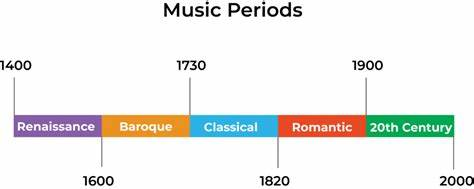 Music Periods
1400 1730 1900
Renaissance Baroque Classical Romantic 20th Century
1600 1820 2000